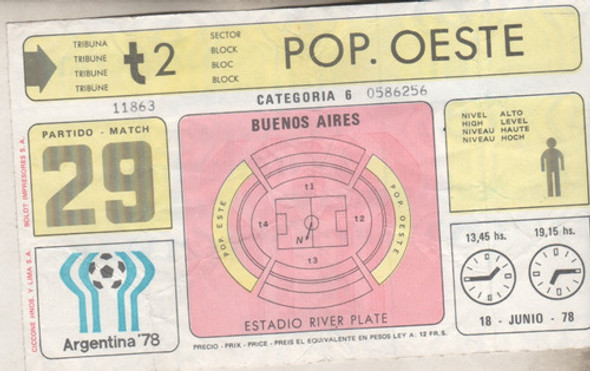 TRIBUNA
TRIBUNE
TRIBUNE
TRIBUNE
t2
SECTOR
BLOCK
BLOC
BLOCK
POP. OESTE
11863
CATEGORIA 6 0586256
PARTIDO - MATCH
29
BUENOS AIRES
POP. ESTE
t1
t4
t2
N
t3
POP. OESTE
ESTADIO RIVER PLATE
NIVEL ALTO
HIGH LEVEL
NIVEAU HAUTE
NIVEAU HOCH
13,45 hs.
19,15 hs.
18 - JUNIO - 78
Argentina '78
PRECIO - PRIX - PRICE - PREIS EL EQUIVALENTE EN PESOS LEY A: 12 FR.S.
CICCONE HNOS. Y LIMA S.A.
BOLDT IMPRESORES S. A.